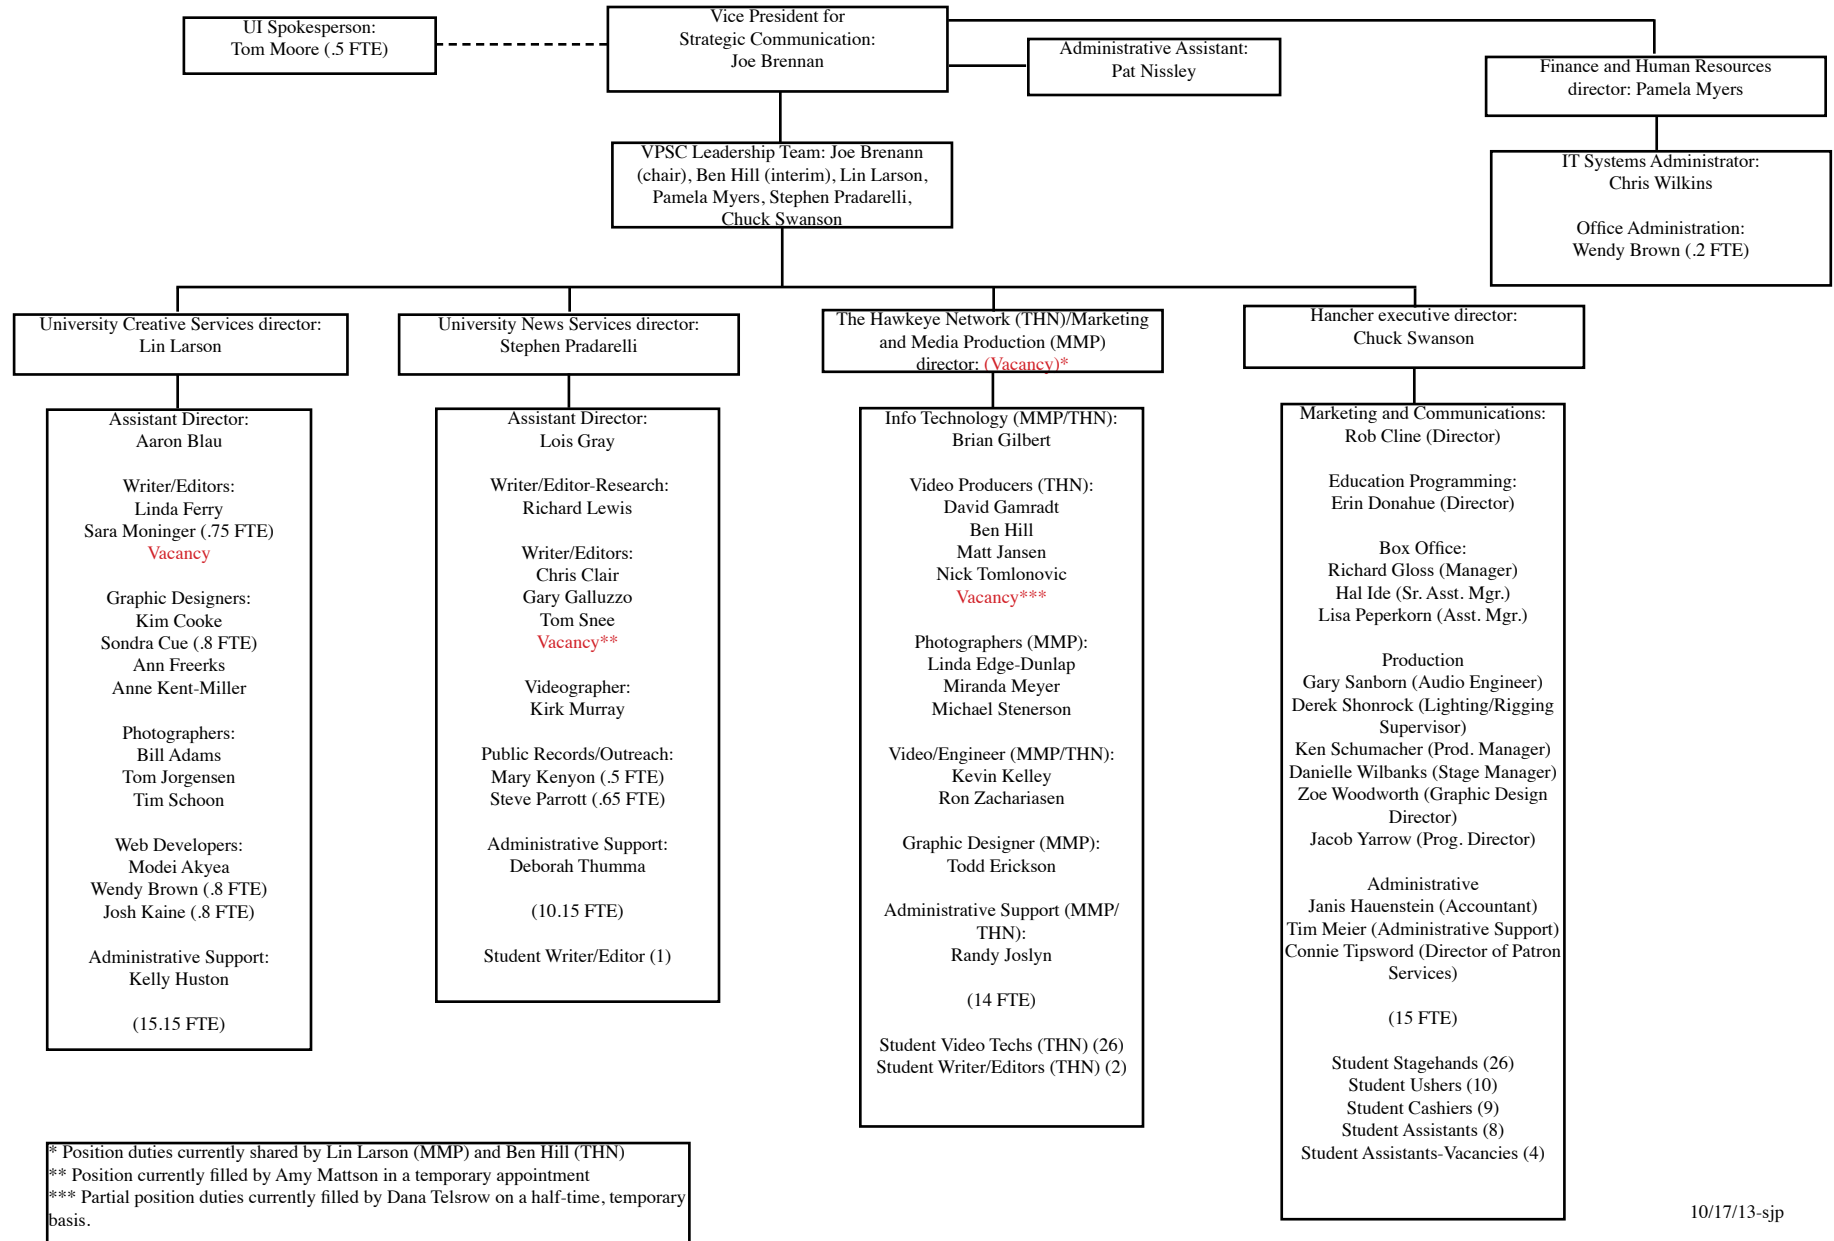 UI Spokesperson:
Tom Moore (.5 FTE)
Vice President for
Strategic Communication:
Joe Brennan
Administrative Assistant:
Pat Nissley
Finance and Human Resources
director: Pamela Myers
VPSC Leadership Team: Joe Brenann
(chair), Ben Hill (interim), Lin Larson,
Pamela Myers, Stephen Pradarelli,
Chuck Swanson
IT Systems Administrator:
Chris Wilkins
Office Administration:
Wendy Brown (.2 FTE)
University Creative Services director:
Lin Larson
University News Services director:
Stephen Pradarelli
The Hawkeye Network (THN)/Marketing
and Media Production (MMP)
director: (Vacancy)*
Hancher executive director:
Chuck Swanson
Assistant Director:
Aaron Blau
Writer/Editors:
Linda Ferry
Sara Moninger (.75 FTE)
Vacancy
Graphic Designers:
Kim Cooke
Sondra Cue (.8 FTE)
Ann Freerks
Anne Kent-Miller
Photographers:
Bill Adams
Tom Jorgensen
Tim Schoon
Web Developers:
Modei Akyea
Wendy Brown (.8 FTE)
Josh Kaine (.8 FTE)
Administrative Support:
Kelly Huston
(15.15 FTE)
Assistant Director:
Lois Gray
Writer/Editor-Research:
Richard Lewis
Writer/Editors:
Chris Clair
Gary Galluzzo
Tom Snee
Vacancy**
Videographer:
Kirk Murray
Public Records/Outreach:
Mary Kenyon (.5 FTE)
Steve Parrott (.65 FTE)
Administrative Support:
Deborah Thumma
(10.15 FTE)
Student Writer/Editor (1)
Info Technology (MMP/THN):
Brian Gilbert
Video Producers (THN):
David Gamradt
Ben Hill
Matt Jansen
Nick Tomlonovic
Vacancy***
Photographers (MMP):
Linda Edge-Dunlap
Miranda Meyer
Michael Stenerson
Video/Engineer (MMP/THN):
Kevin Kelley
Ron Zachariasen
Graphic Designer (MMP):
Todd Erickson
Administrative Support (MMP/
THN):
Randy Joslyn
(14 FTE)
Student Video Techs (THN) (26)
Student Writer/Editors (THN) (2)
Marketing and Communications:
Rob Cline (Director)
Education Programming:
Erin Donahue (Director)
Box Office:
Richard Gloss (Manager)
Hal Ide (Sr. Asst. Mgr.)
Lisa Peperkorn (Asst. Mgr.)
Production
Gary Sanborn (Audio Engineer)
Derek Shonrock (Lighting/Rigging
Supervisor)
Ken Schumacher (Prod. Manager)
Danielle Wilbanks (Stage Manager)
Zoe Woodworth (Graphic Design
Director)
Jacob Yarrow (Prog. Director)
Administrative
Janis Hauenstein (Accountant)
Tim Meier (Administrative Support)
Connie Tipsword (Director of Patron
Services)
(15 FTE)
Student Stagehands (26)
Student Ushers (10)
Student Cashiers (9)
Student Assistants (8)
Student Assistants-Vacancies (4)
* Position duties currently shared by Lin Larson (MMP) and Ben Hill (THN)
** Position currently filled by Amy Mattson in a temporary appointment
*** Partial position duties currently filled by Dana Telsrow on a half-time, temporary
basis.
10/17/13-sjp